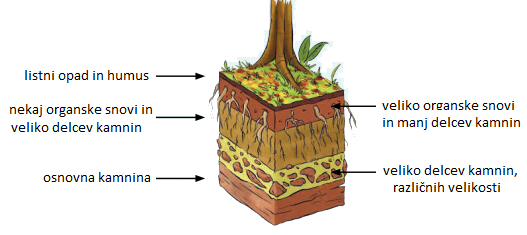 listni opad in humus
nekaj organske snovi in
veliko delcev kamnin
osnovna kamnina
veliko organske snovi
in manj delcev kamnin
veliko delcev kamnin,
različnih velikosti